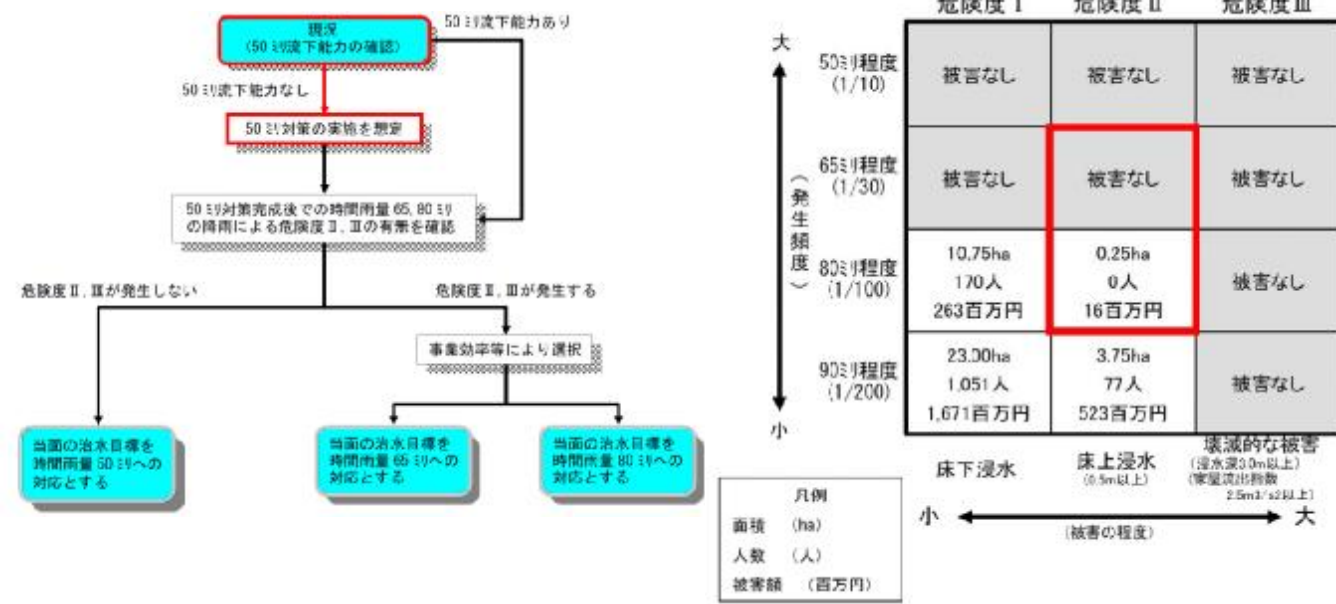 現況
(50ミリ流下能力の確認)
50ミリ流下能力あり
50ミリ流下能力なし
50ミリ対策の実施を想定
50ミリ対策完成後での時間雨量65,80ミリ
の降雨による危険度Ⅱ,Ⅲの有無を確認
危険度Ⅱ,Ⅲが発生しない
危険度Ⅱ,Ⅲが発生する
事業効率等により選択
当面の治水目標を
時間雨量50ミリへの
対応とする
当面の治水目標を
時間雨量65ミリへの
対応とする
当面の治水目標を
時間雨量80ミリへの
対応とする
危険度Ⅰ 危険度Ⅱ 危険度Ⅲ
大
(発生頻度)
小
50ミリ程度
(1/10)
被害なし 被害なし 被害なし
65ミリ程度
(1/30)
被害なし 被害なし 被害なし
80ミリ程度
(1/100)
10.75ha
170人
263百万円
0.25ha
0人
16百万円
被害なし
90ミリ程度
(1/200)
23.00ha
1,051人
1,671百万円
3.75ha
77人
523百万円
被害なし
床下浸水
床上浸水
(0.5m以上)
壊滅的な被害
(浸水深3.0m以上)
(家屋流出指数
2.5m3/s2以上)
小 大
(被害の程度)
凡例
面積 (ha)
人数 (人)
被害額 (百万円)